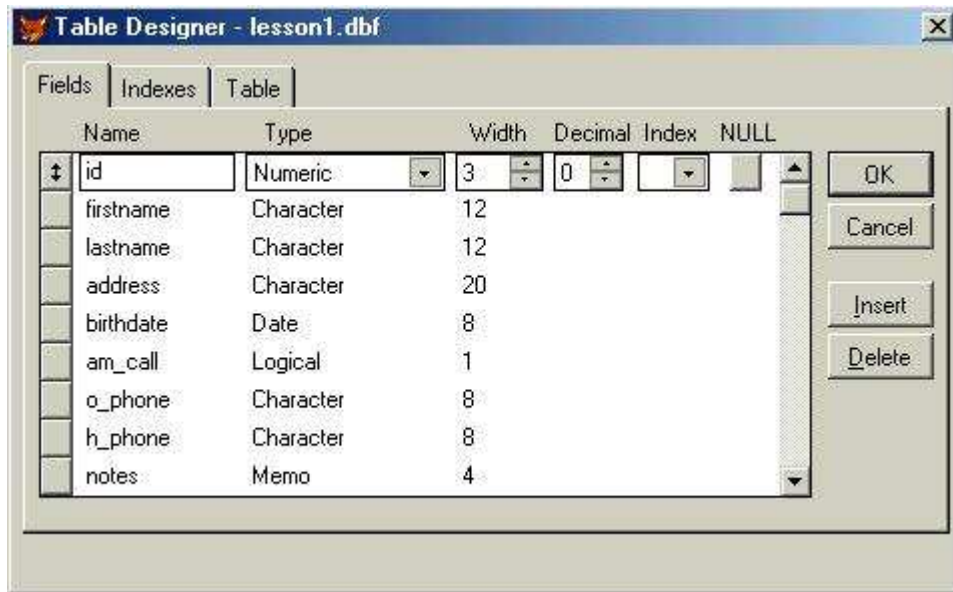 Table Designer - lesson1.dbf
Fields Indexes Table
Name Type Width Decimal Index NULL
id Numeric 3 0
OK
firstname Character 12
Cancel
lastname Character 12
address Character 20
Insert
birthdate Date 8
Delete
am_call Logical 1
o_phone Character 8
h_phone Character 8
notes Memo 4